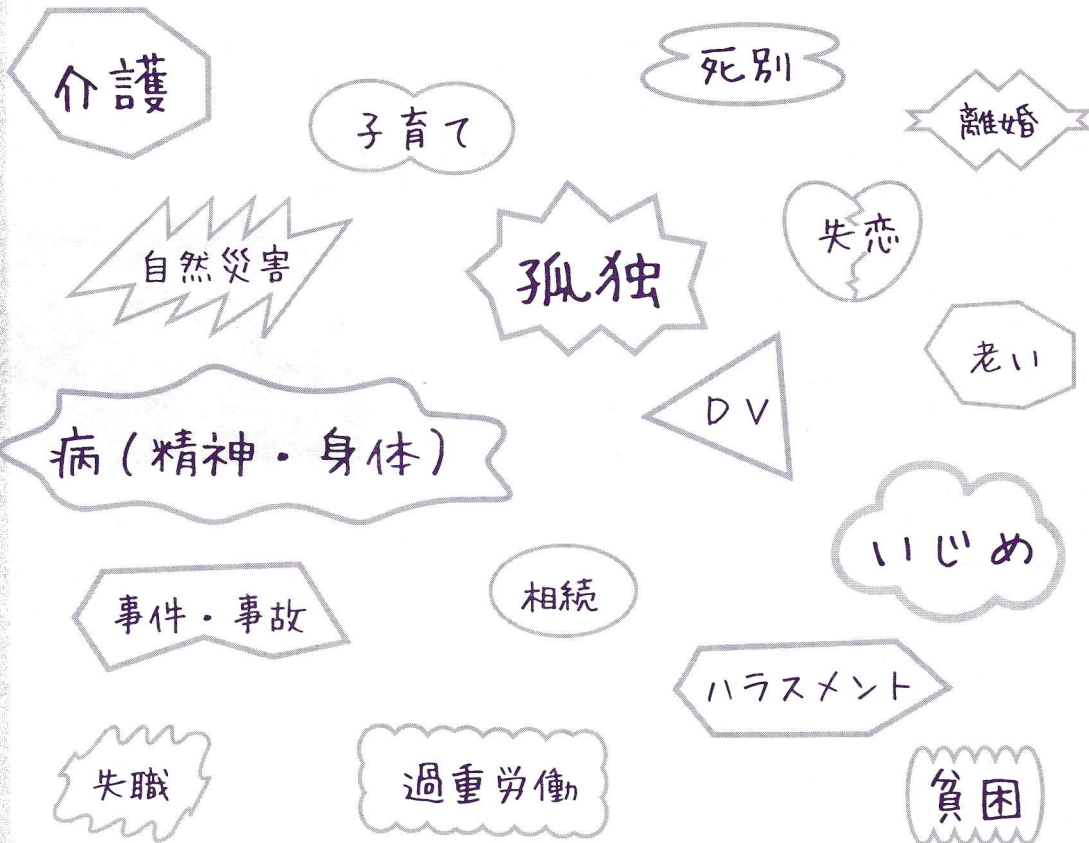 介護
死別
子育て
離婚
自然災害
孤独
失恋
老い
病(精神・身体)
DV
いじめ
事件・事故
相続
ハラスメント
失職
過重労働
貧困